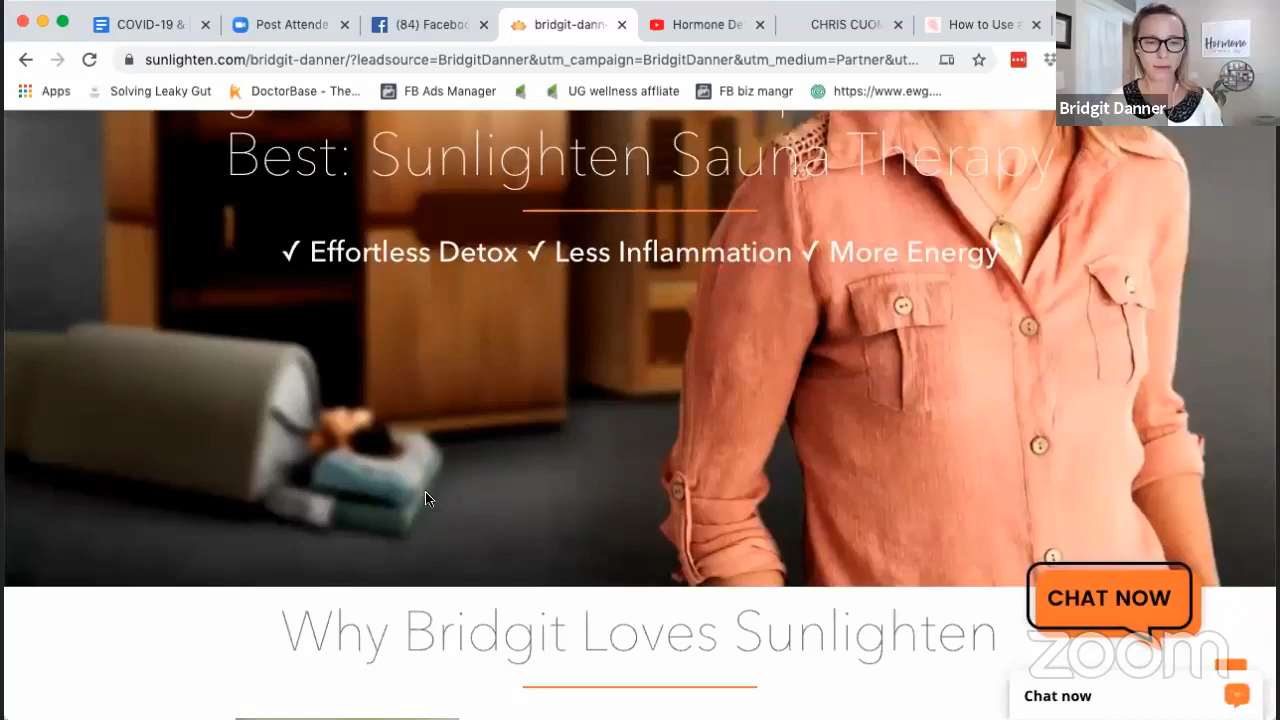 COVID-19 &
Post Attende
(84) Faceboo
bridgit-dann
Hormone De
CHRIS CUOM
How to Use a
sunlighten.com/bridgit-danner/?leadsource=BridgitDanner&utm_campaign=BridgitDanner&utm_medium=Partner&ut...
Apps
Solving Leaky Gut
DoctorBase - The...
FB Ads Manager
UG wellness affliate
FB biz mangr
https://www.ewg....
Hormone
Bridgit Danner
Best: Sunlighten Sauna Therapy
✓ Effortless Detox ✓ Less Inflammation ✓ More Energy
Why Bridgit Loves Sunlighten
CHAT NOW
zoom
Chat now